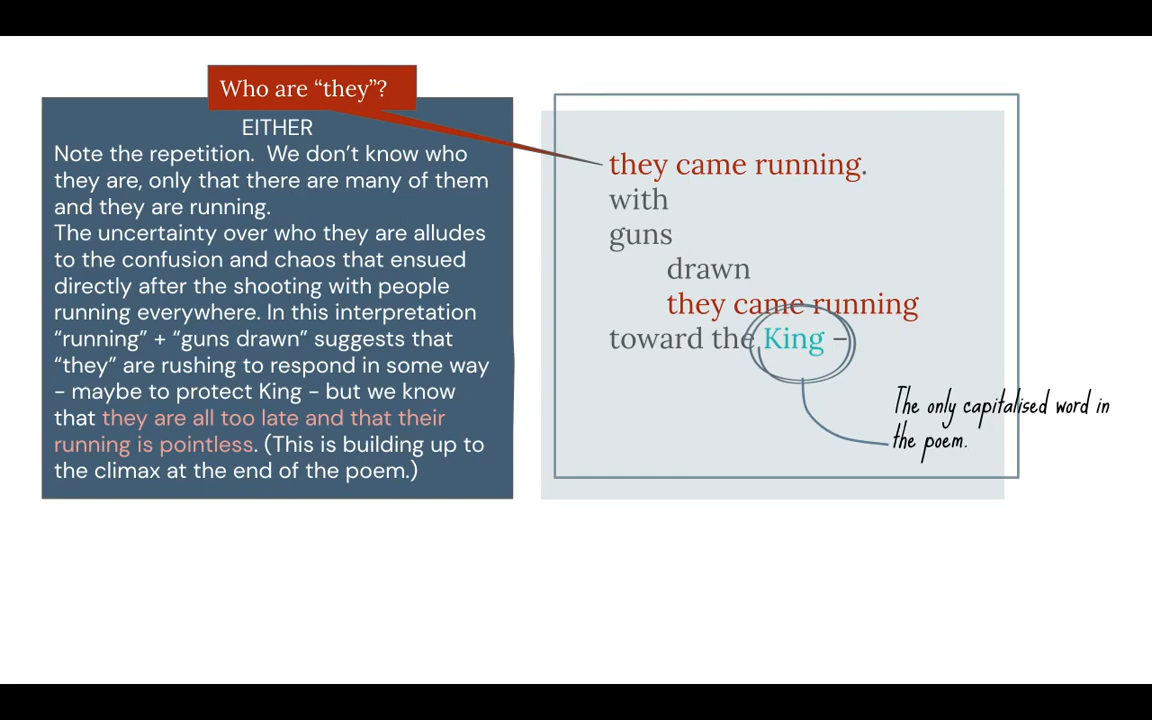 Who are “they”?
EITHER
Note the repetition.  We don’t know who
they are, only that there are many of them
and they are running.
The uncertainty over who they are alludes
to the confusion and chaos that ensued
directly after the shooting with people
running everywhere. In this interpretation
“running” + “guns drawn” suggests that
“they” are rushing to respond in some way
– maybe to protect King – but we know
that they are all too late and that their
running is pointless. (This is building up to
the climax at the end of the poem.)
they came running.
with
guns
drawn
they came running
toward the King –
The only capitalised word in
the poem.